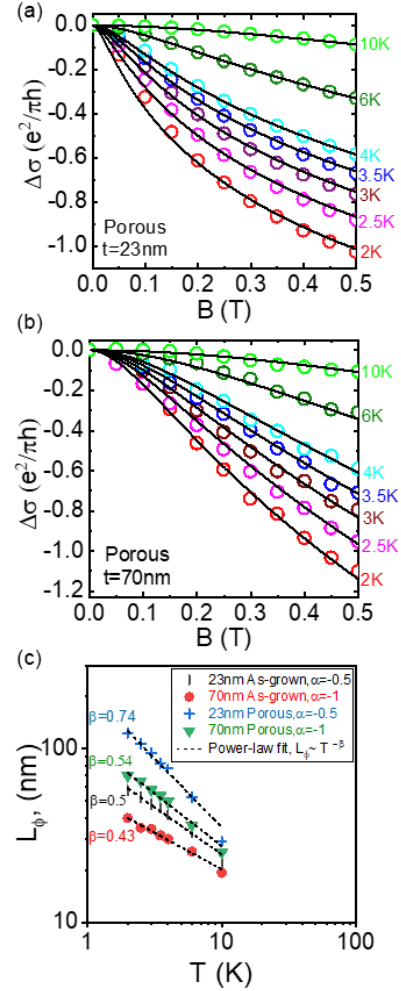 (a)
0.0
-0.2
-0.4
-0.6
-0.8
-1.0
Δσ (e²/πh)
10K
6K
4K
3.5K
3K
2.5K
2K
Porous
t=23nm
0.0 0.1 0.2 0.3 0.4 0.5
B (T)
(b)
0.0
-0.2
-0.4
-0.6
-0.8
-1.0
-1.2
Δσ (e²/πh)
10K
6K
4K
3.5K
3K
2.5K
2K
Porous
t=70nm
0.0 0.1 0.2 0.3 0.4 0.5
B (T)
(c)
23nm As-grown,α=-0.5
70nm As-grown,α=-1
23nm Porous,α=-0.5
70nm Porous,α=-1
Power-law fit, Lϕ~ T⁻ᵝ
β=0.74
β=0.54
β=0.5
β=0.43
100
10
Lϕ, (nm)
1 10 100
T (K)